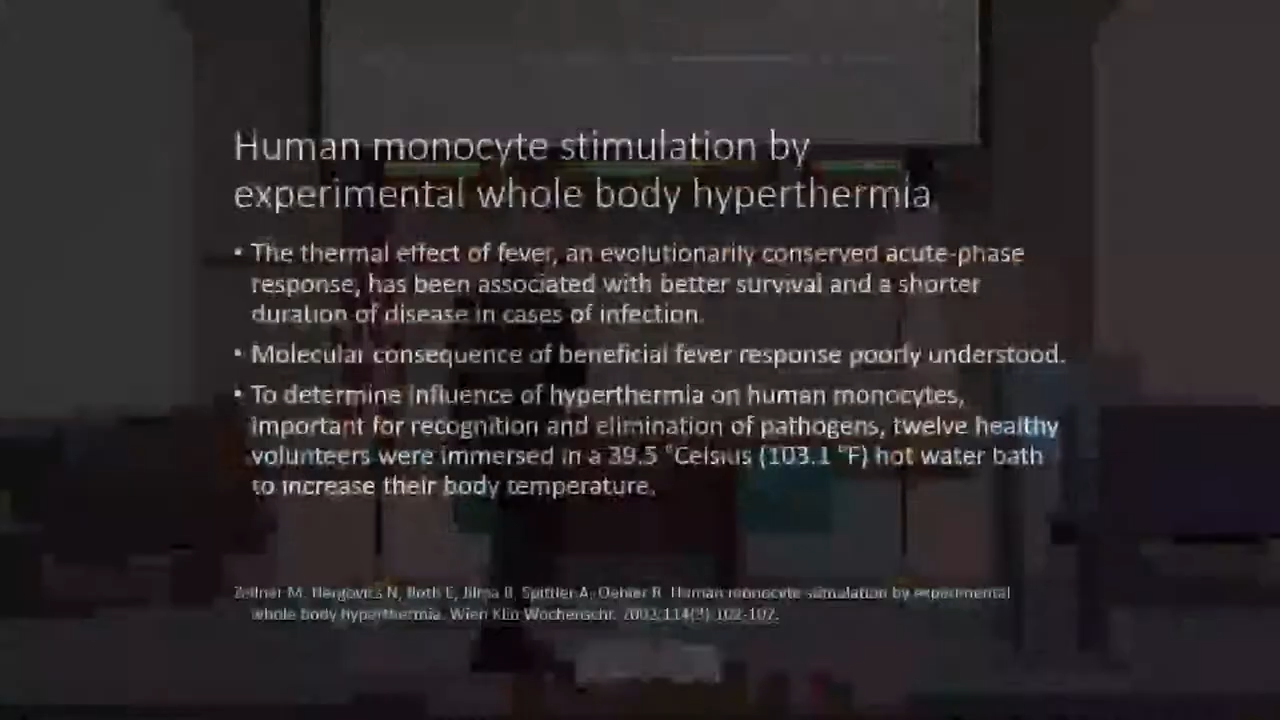 Human monocyte stimulation by
experimental whole body hyperthermia.
• The thermal effect of fever, an evolutionarily conserved acute-phase
response, has been associated with better survival and a shorter
duration of disease in cases of infection.
• Molecular consequence of beneficial fever response poorly understood.
• To determine influence of hyperthermia on human monocytes,
important for recognition and elimination of pathogens, twelve healthy
volunteers were immersed in a 39.5 °Celsius (103.1 °F) hot water bath
to increase their body temperature.
Zellner M, Hergovics N, Roth E, Jilma B, Spittler A, Oehler R. Human monocyte stimulation by experimental
whole body hyperthermia. Wien Klin Wochenschr. 2002;114(3):102-107.